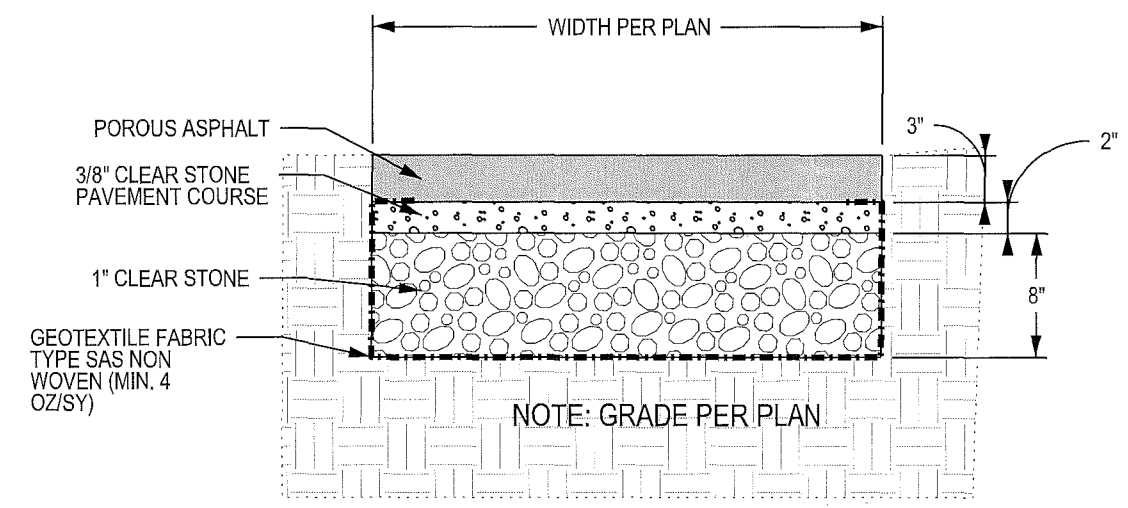 WIDTH PER PLAN
POROUS ASPHALT
3"
2"
3/8" CLEAR STONE
PAVEMENT COURSE
1" CLEAR STONE
8"
GEOTEXTILE FABRIC
TYPE SAS NON
WOVEN (MIN. 4
OZ/SY)
NOTE: GRADE PER PLAN